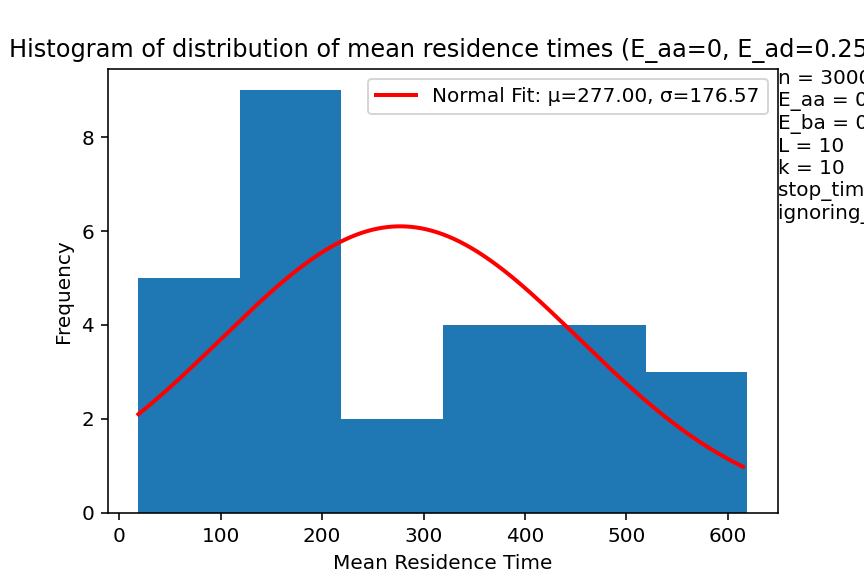 Histogram of distribution of mean residence times (E_aa=0, E_ad=0.25
n = 3000
E_aa = 0
E_ba = 0
L = 10
k = 10
stop_tim
ignoring_
Normal Fit: μ=277.00, σ=176.57
Frequency
8
6
4
2
0
0 100 200 300 400 500 600
Mean Residence Time